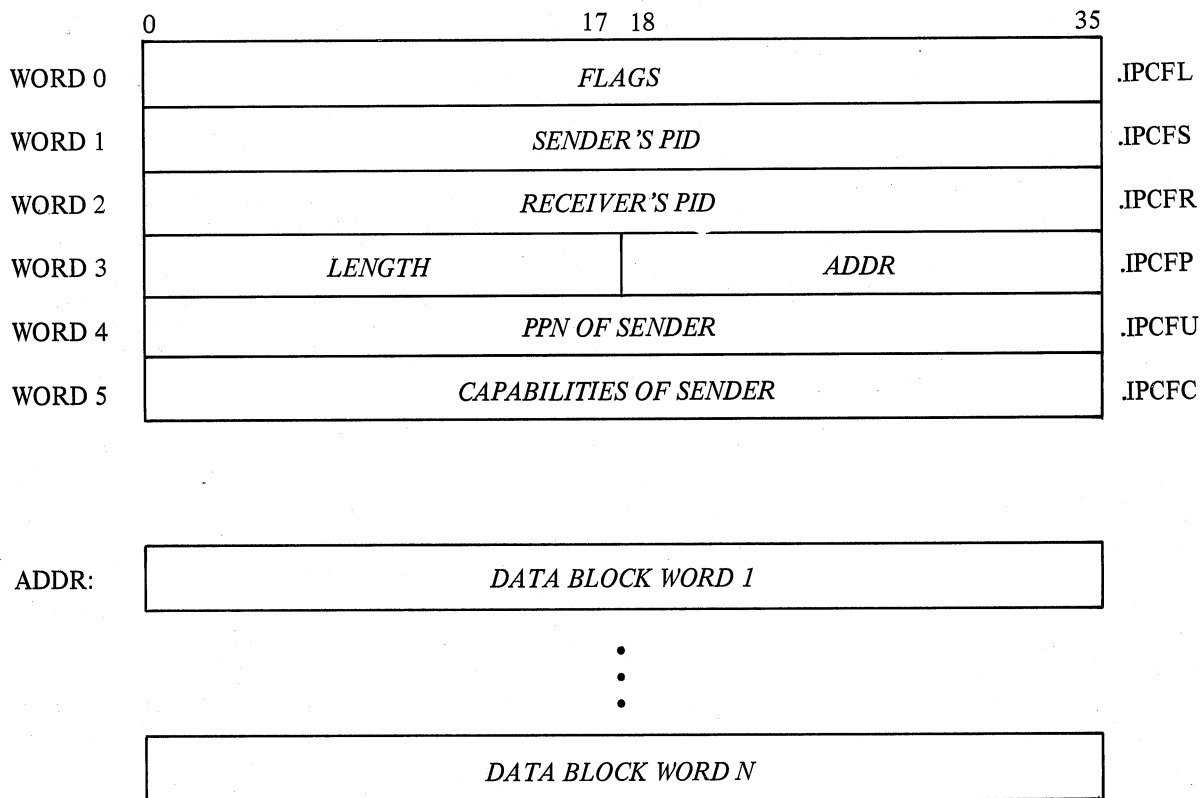 0 17 18 35
WORD 0 FLAGS .IPCFL
WORD 1 SENDER'S PID .IPCFS
WORD 2 RECEIVER'S PID .IPCFR
WORD 3 LENGTH ADDR .IPCFP
WORD 4 PPN OF SENDER .IPCFU
WORD 5 CAPABILITIES OF SENDER .IPCFC
ADDR: DATA BLOCK WORD 1
DATA BLOCK WORD N